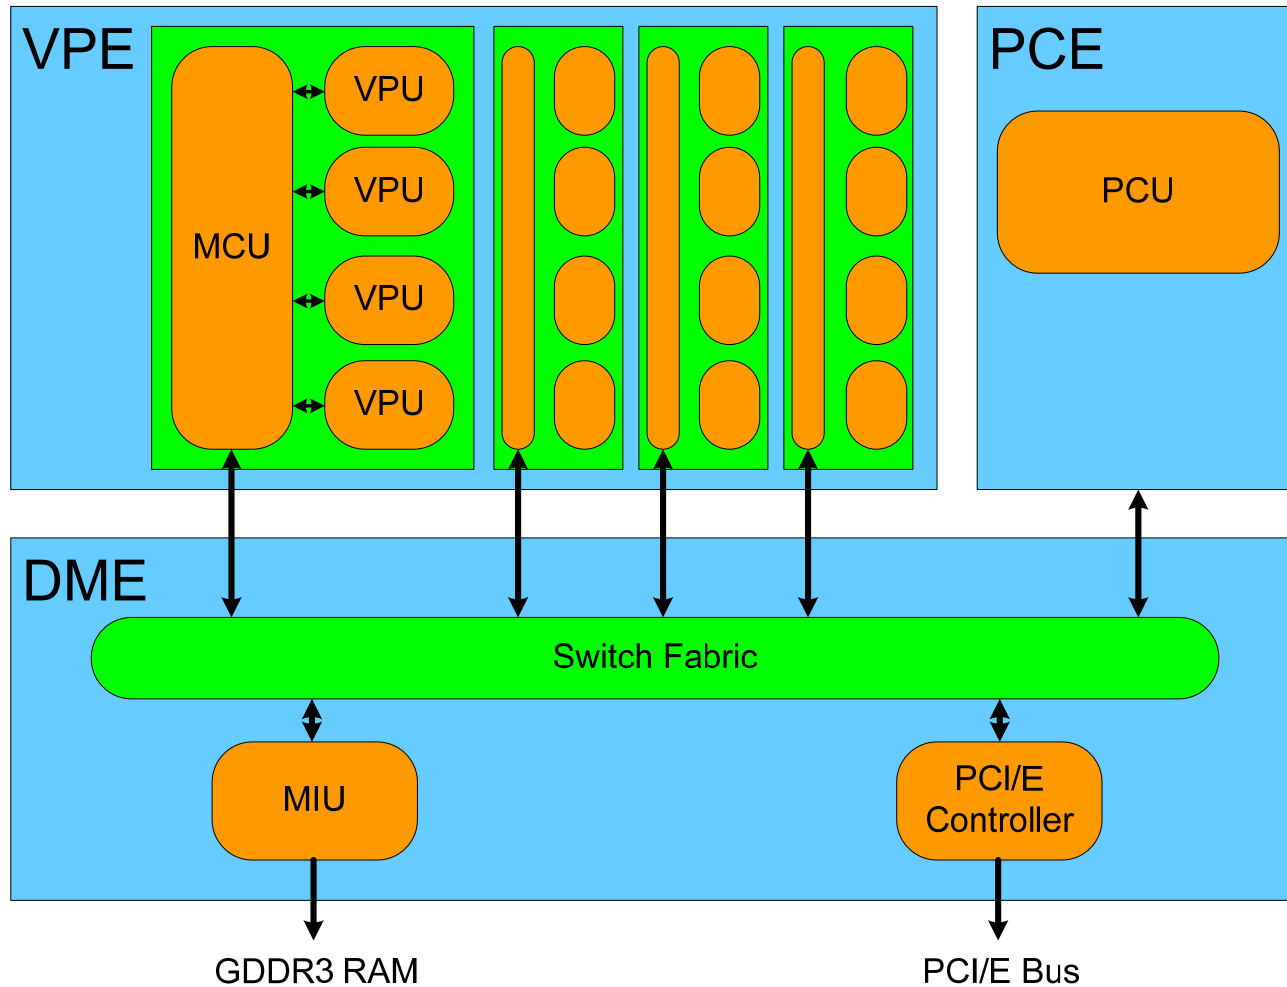 VPE
MCU
VPU
VPU
VPU
VPU
PCE
PCU
DME
Switch Fabric
MIU
PCI/E
Controller
GDDR3 RAM
PCI/E Bus